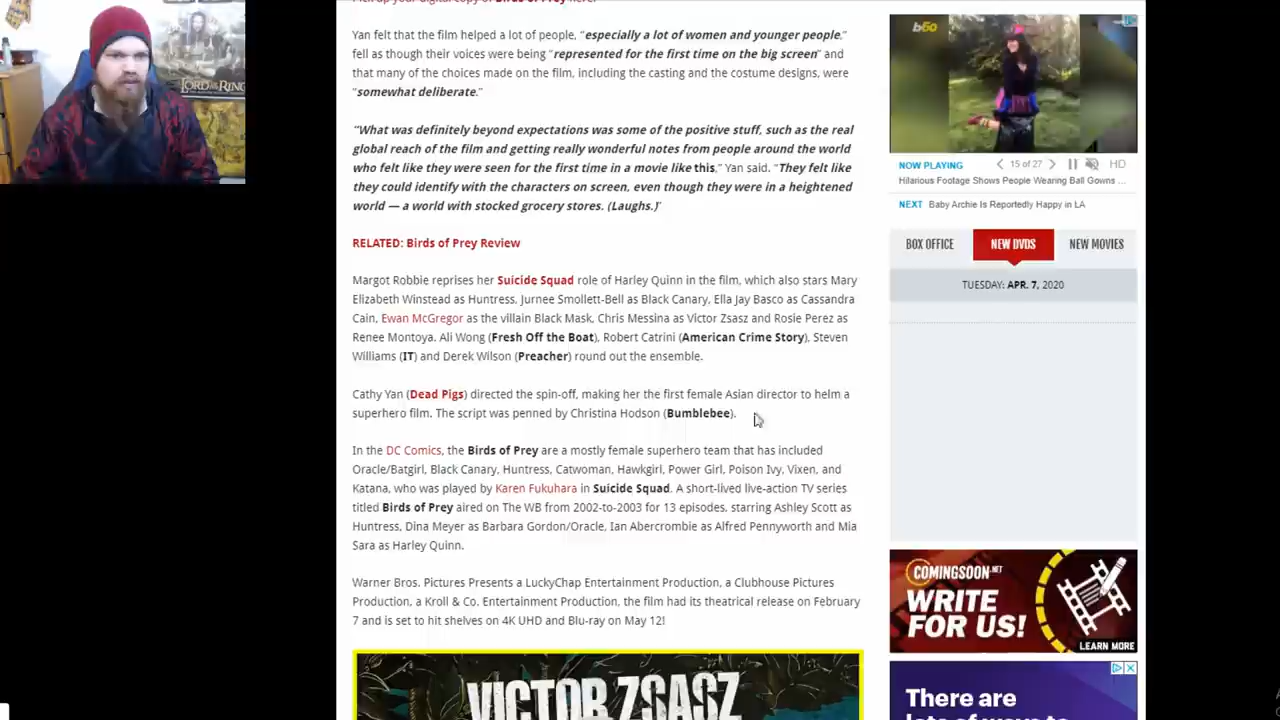 Pick up your digital copy of Birds of Prey here!
Yan felt that the film helped a lot of people, “especially a lot of women and younger people,”
fell as though their voices were being “represented for the first time on the big screen” and
that many of the choices made on the film, including the casting and the costume designs, were
“somewhat deliberate.”
“What was definitely beyond expectations was some of the positive stuff, such as the real
global reach of the film and getting really wonderful notes from people around the world
who felt like they were seen for the first time in a movie like this,” Yan said. “They felt like
they could identify with the characters on screen, even though they were in a heightened
world — a world with stocked grocery stores. (Laughs.)”
RELATED: Birds of Prey Review
Margot Robbie reprises her Suicide Squad role of Harley Quinn in the film, which also stars Mary
Elizabeth Winstead as Huntress, Jurnee Smollett-Bell as Black Canary, Ella Jay Basco as Cassandra
Cain, Ewan McGregor as the villain Black Mask, Chris Messina as Victor Zsasz and Rosie Perez as
Renee Montoya. Ali Wong (Fresh Off the Boat), Robert Catrini (American Crime Story), Steven
Williams (IT) and Derek Wilson (Preacher) round out the ensemble.
Cathy Yan (Dead Pigs) directed the spin-off, making her the first female Asian director to helm a
superhero film. The script was penned by Christina Hodson (Bumblebee).
In the DC Comics, the Birds of Prey are a mostly female superhero team that has included
Oracle/Batgirl, Black Canary, Huntress, Catwoman, Hawkgirl, Power Girl, Poison Ivy, Vixen, and
Katana, who was played by Karen Fukuhara in Suicide Squad. A short-lived live-action TV series
titled Birds of Prey aired on The WB from 2002-to-2003 for 13 episodes, starring Ashley Scott as
Huntress, Dina Meyer as Barbara Gordon/Oracle, Ian Abercrombie as Alfred Pennyworth and Mia
Sara as Harley Quinn.
Warner Bros. Pictures Presents a LuckyChap Entertainment Production, a Clubhouse Pictures
Production, a Kroll & Co. Entertainment Production, the film had its theatrical release on February
7 and is set to hit shelves on 4K UHD and Blu-ray on May 12!
VICTOR ZSASZ
NOW PLAYING
15 of 27
HD
Hilarious Footage Shows People Wearing Ball Gowns ...
NEXT Baby Archie Is Reportedly Happy in LA
BOX OFFICE NEW DVDS NEW MOVIES
TUESDAY: APR. 7, 2020
COMINGSOON.NET
WRITE
FOR US!
LEARN MORE
There are